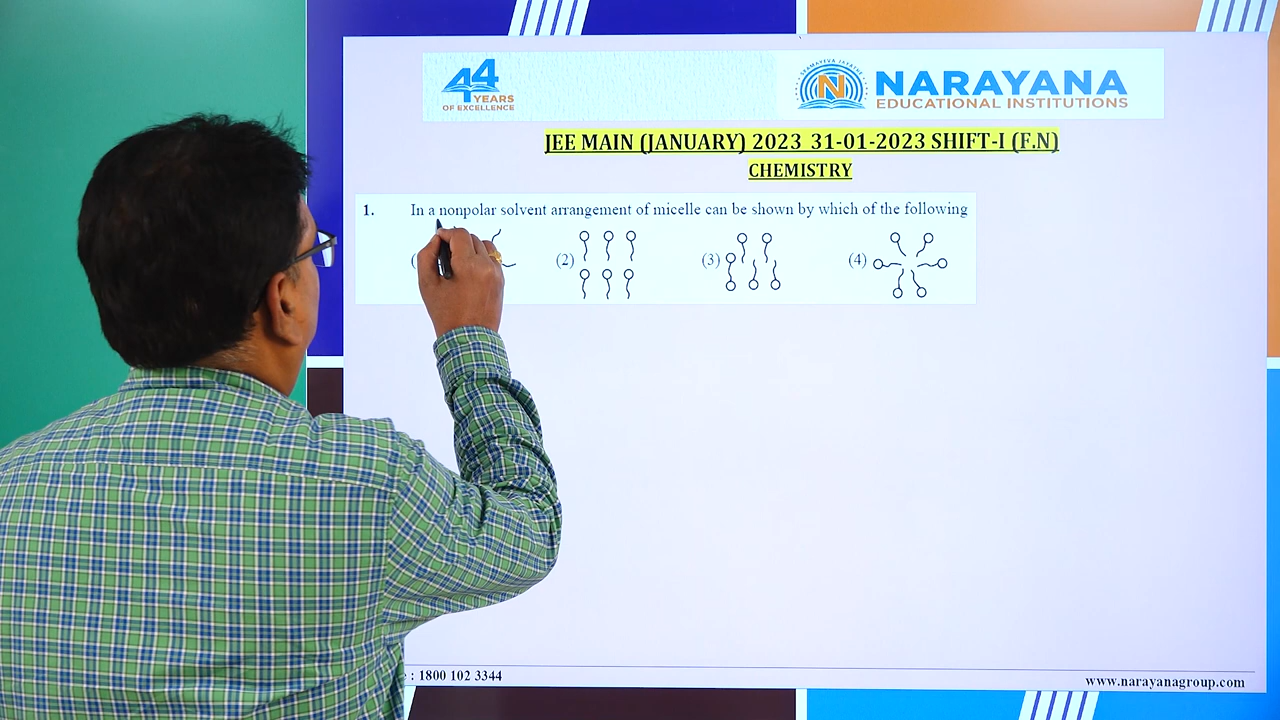 44
YEARS
OF EXCELLENCE
SAMAVEVA JAYATHE
N
NARAYANA
EDUCATIONAL INSTITUTIONS
JEE MAIN (JANUARY) 2023 31-01-2023 SHIFT-I (F.N)
CHEMISTRY
1. In a nonpolar solvent arrangement of micelle can be shown by which of the following
( (2) (3) (4)
: 1800 102 3344
www.narayanagroup.com